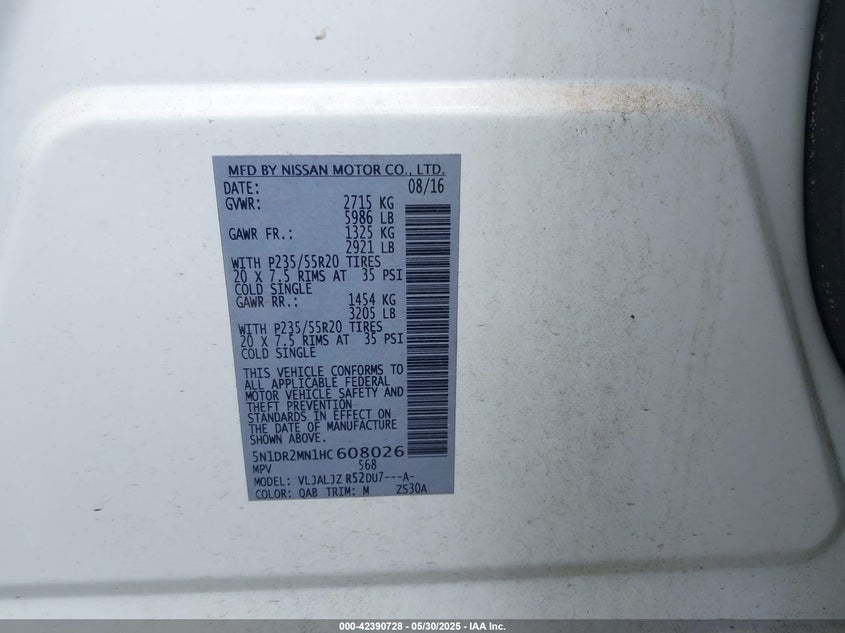 MFD BY NISSAN MOTOR CO., LTD.
DATE: 08/16
GVWR: 2715 KG
5986 LB
GAWR FR.: 1325 KG
2921 LB
WITH P235/55R20 TIRES
20 X 7.5 RIMS AT 35 PSI
COLD SINGLE
GAWR RR.: 1454 KG
3205 LB
WITH P235/55R20 TIRES
20 X 7.5 RIMS AT 35 PSI
COLD SINGLE
THIS VEHICLE CONFORMS TO
ALL APPLICABLE FEDERAL
MOTOR VEHICLE SAFETY AND
THEFT PREVENTION
STANDARDS IN EFFECT ON
THE DATE OF MANUFACTURE
SHOWN ABOVE.
5N1DR2MN1HC608026
MPV 568
MODEL: VLJALJZ R52DU7---A-
COLOR: QAB TRIM: M ZS30A
000-42390728 - 05/30/2025 - IAA Inc.